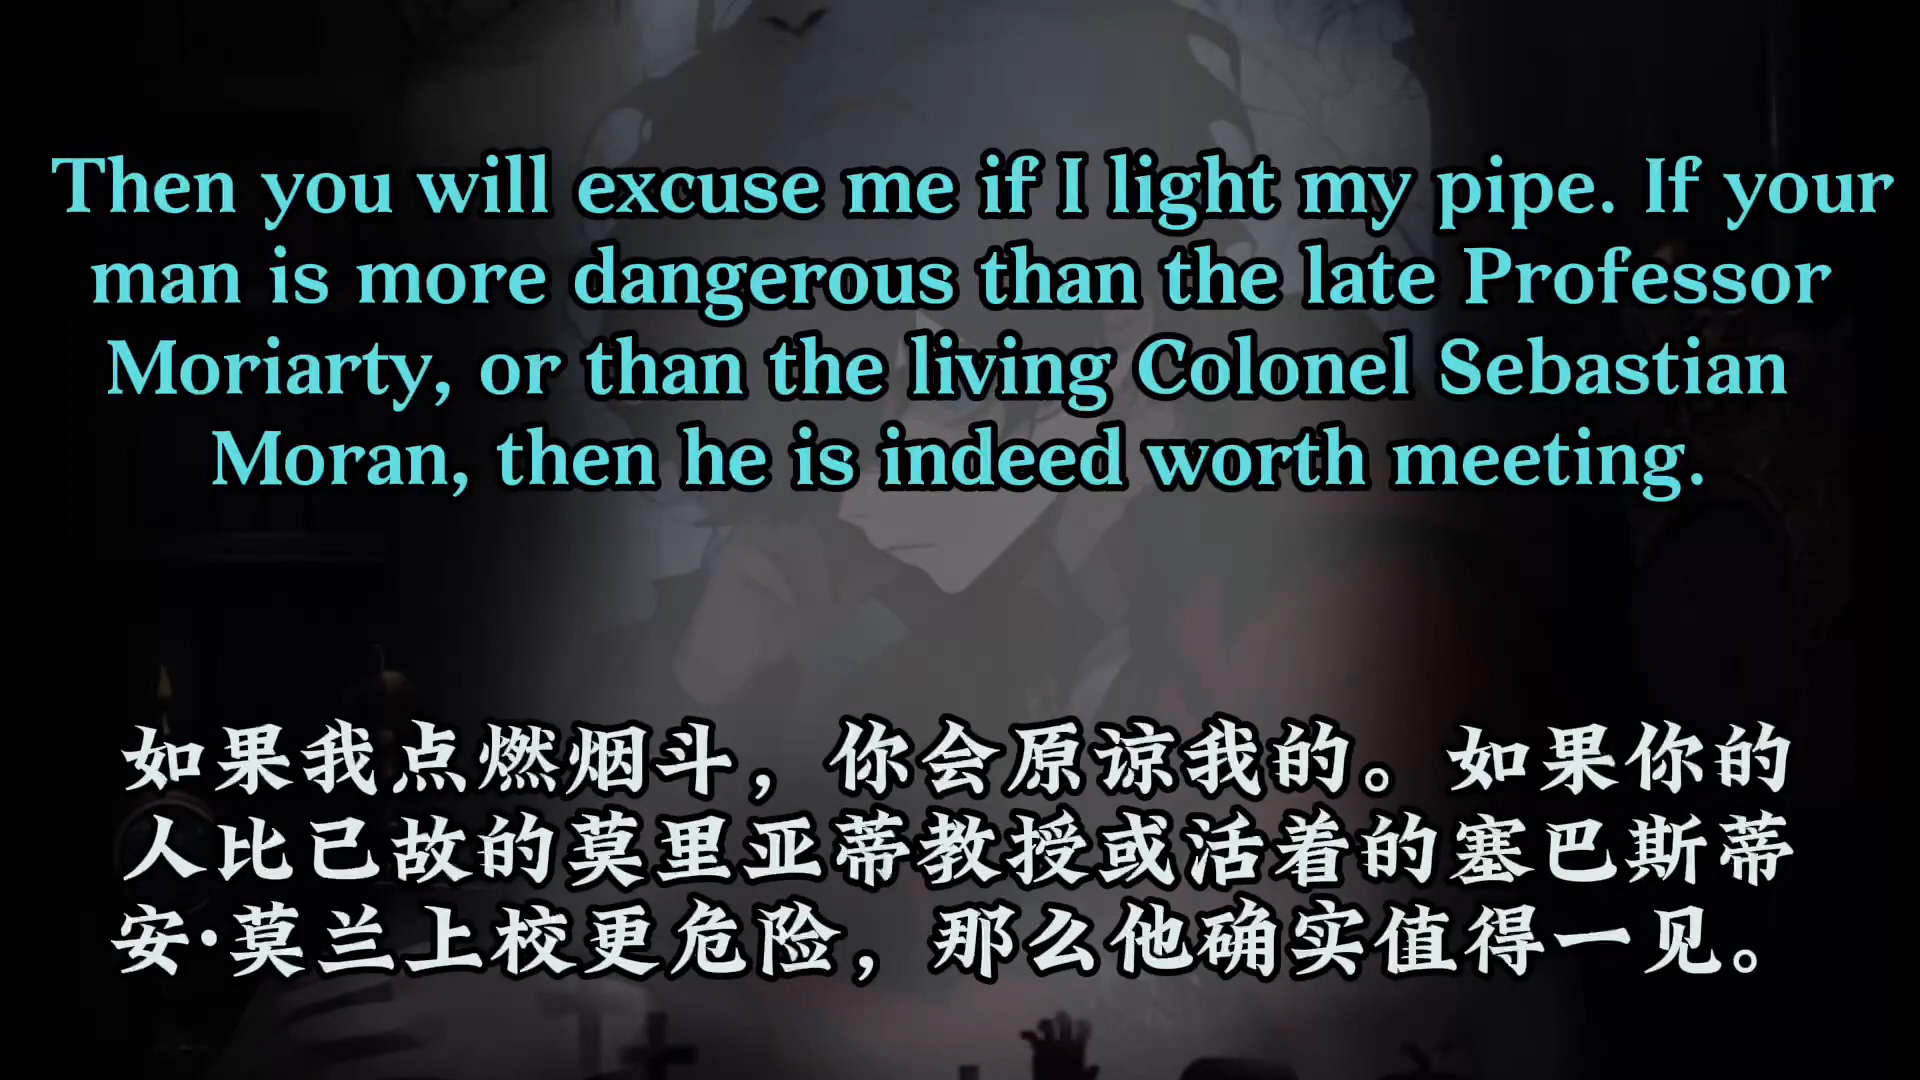 Then you will excuse me if I light my pipe. If your
man is more dangerous than the late Professor
Moriarty, or than the living Colonel Sebastian
Moran, then he is indeed worth meeting.
如果我点燃烟斗，你会原谅我的。如果你的
人比已故的莫里亚蒂教授或活着的塞巴斯蒂
安·莫兰上校更危险，那么他确实值得一见。